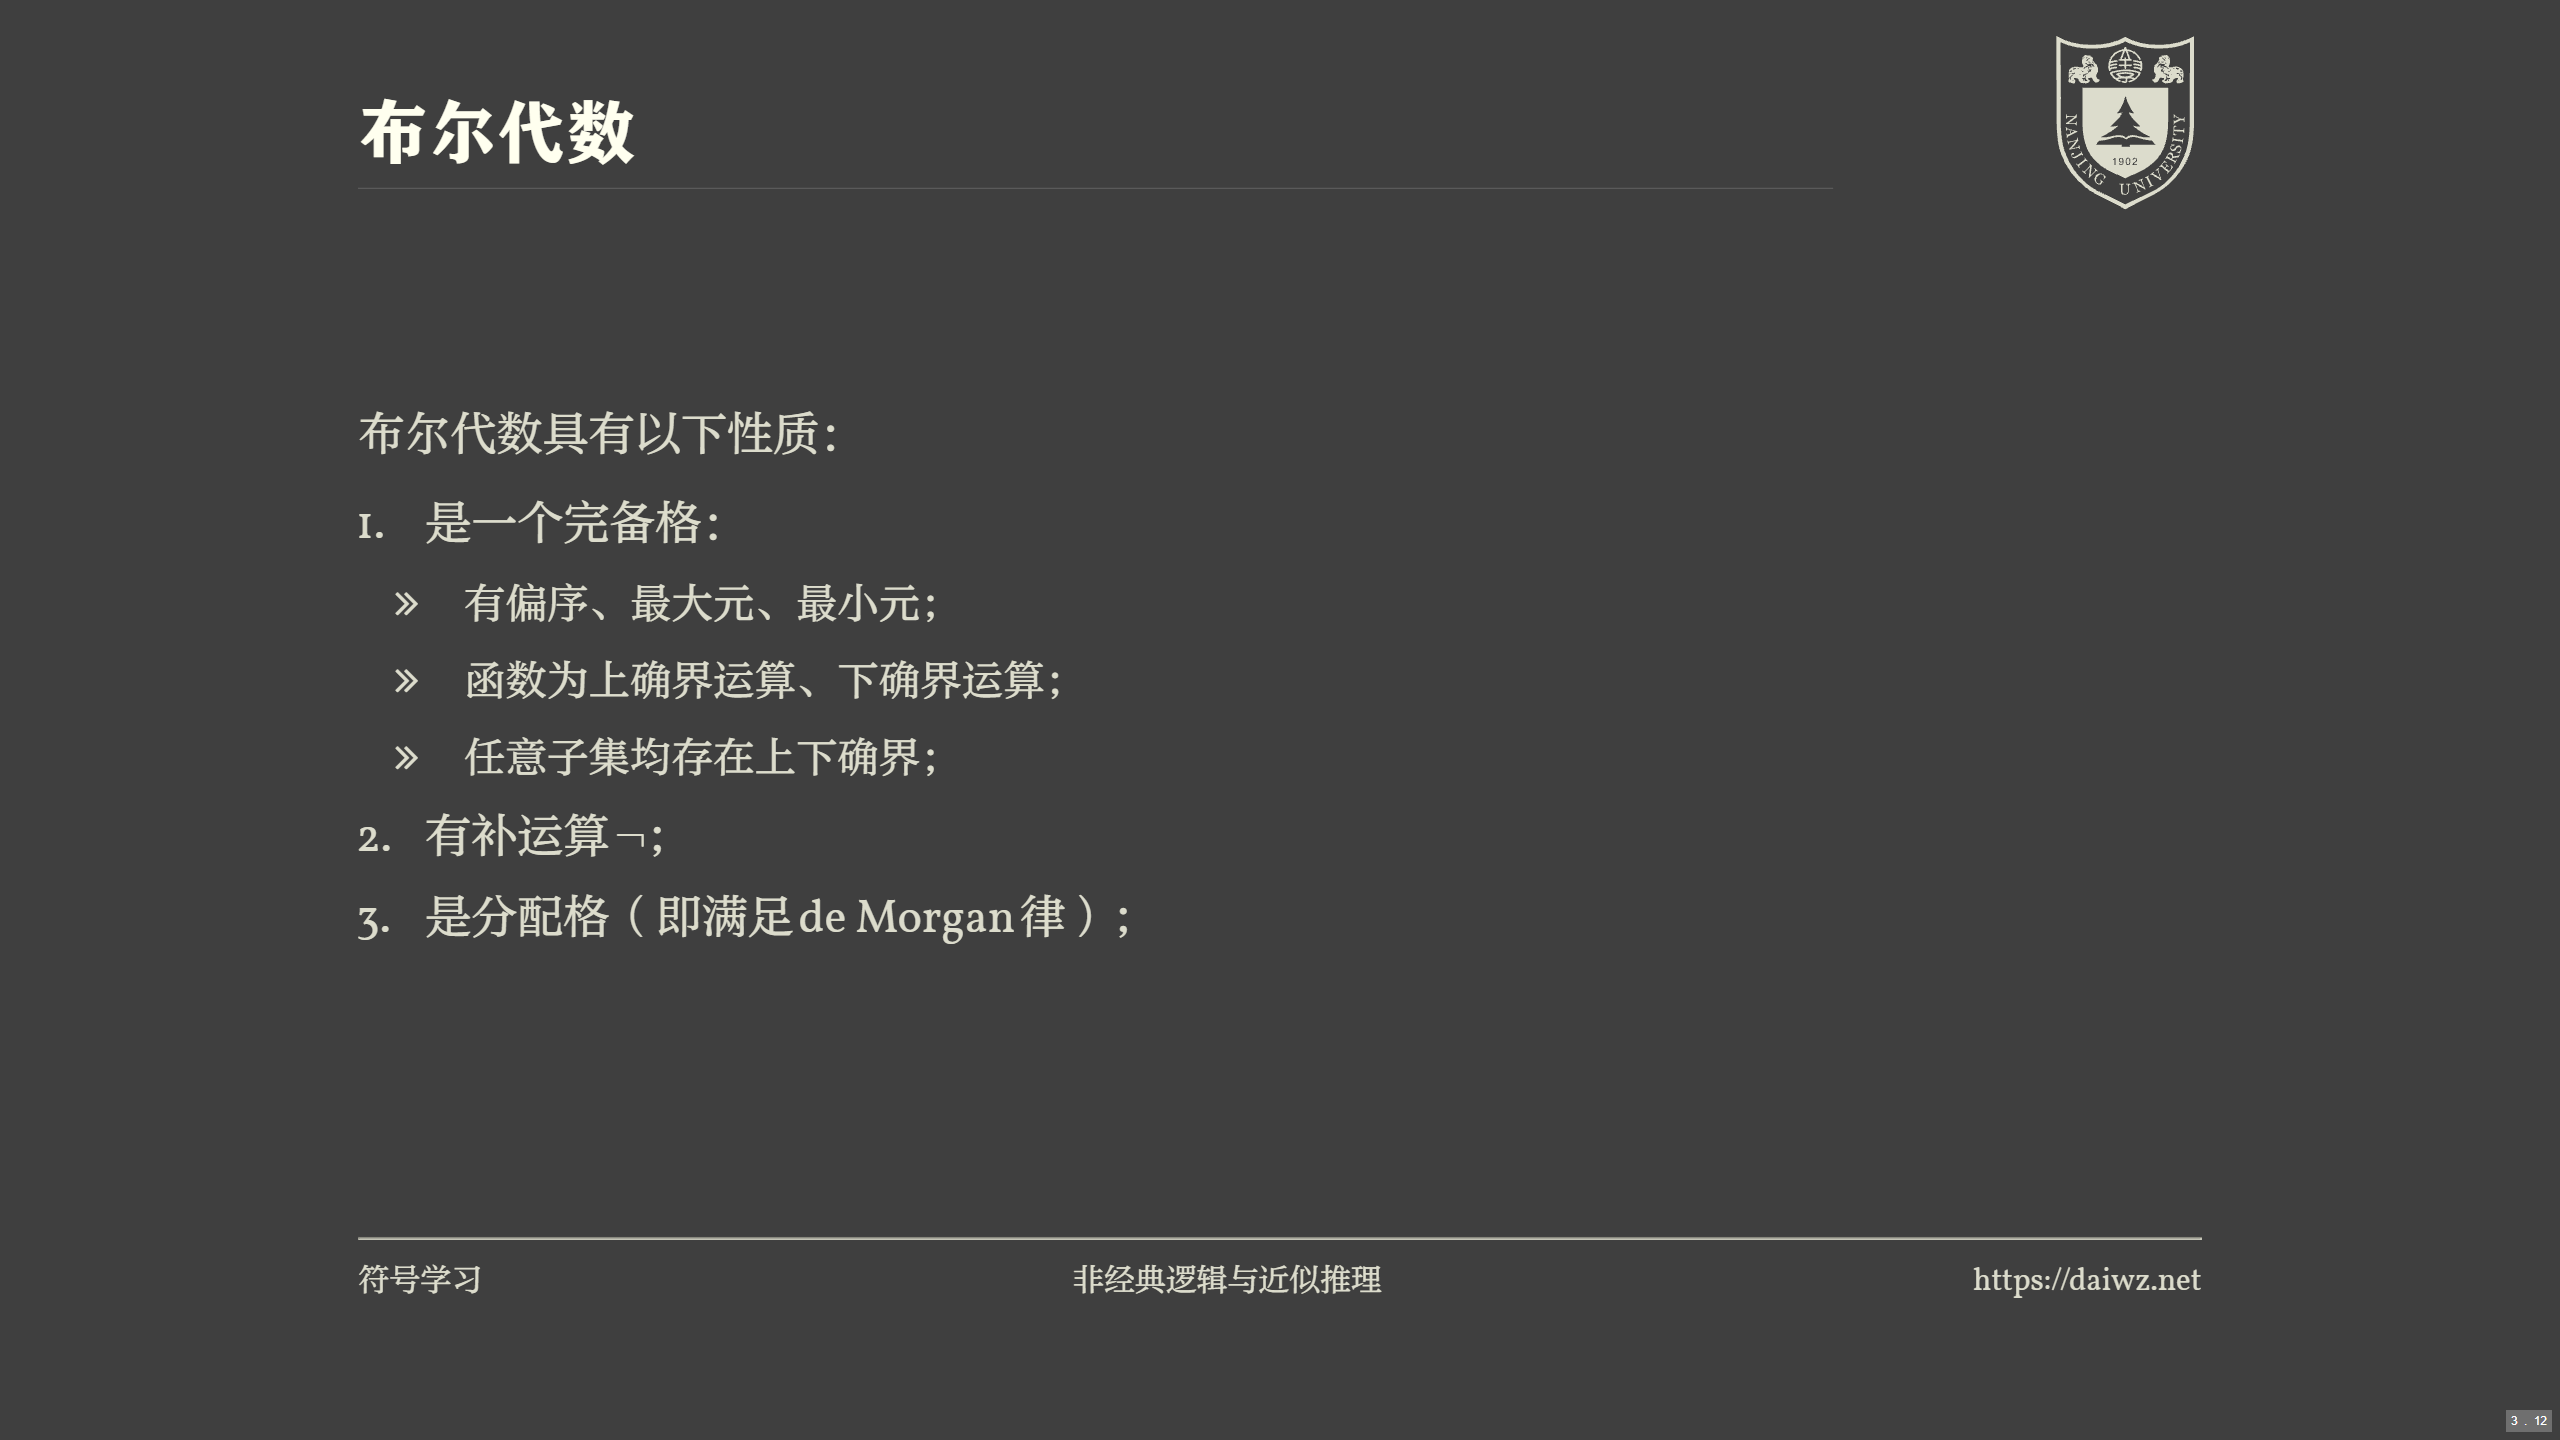 布尔代数
NANJING UNIVERSITY
1902
布尔代数具有以下性质：
1. 是一个完备格：
» 有偏序、最大元、最小元；
» 函数为上确界运算、下确界运算；
» 任意子集均存在上下确界；
2. 有补运算¬；
3. 是分配格（即满足de Morgan律）；
符号学习
非经典逻辑与近似推理
https://daiwz.net
3 . 12